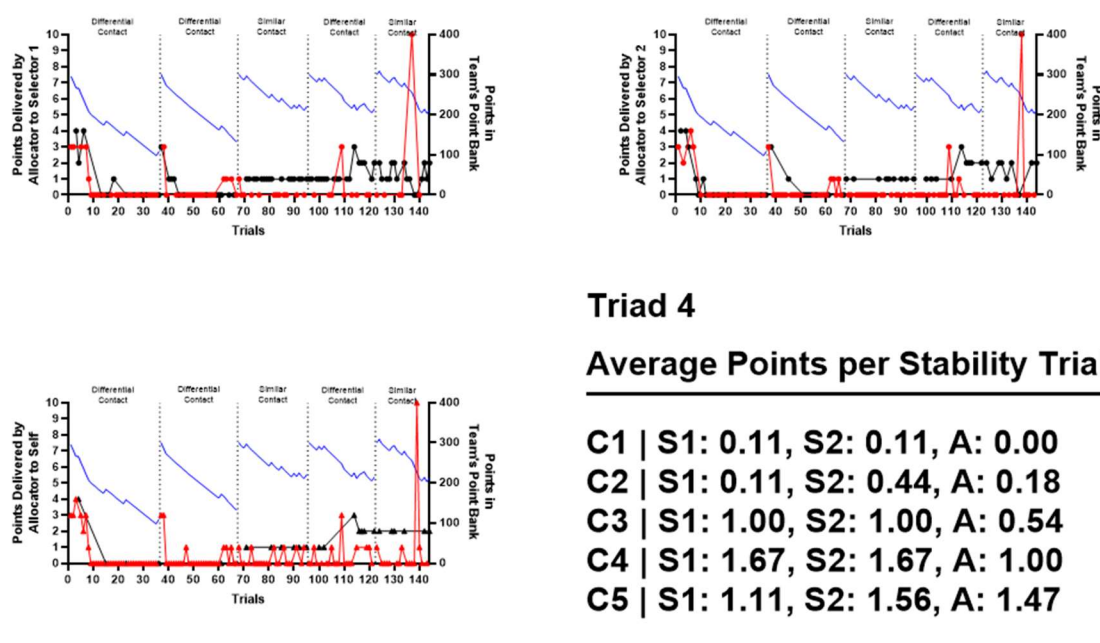 Differential Contact
Differential Contact
Similar Contact
Differential Contact
Similar Contact
Points Delivered by
Allocator to Selector 1
10
9
8
7
6
5
4
3
2
1
0
400
300
200
100
0
Points in
Team's Point Bank
0 10 20 30 40 50 60 70 80 90 100 110 120 130 140
Trials
Differential Contact
Differential Contact
Similar Contact
Differential Contact
Similar Contact
Points Delivered by
Allocator to Selector 2
10
9
8
7
6
5
4
3
2
1
0
400
300
200
100
0
Points in
Team's Point Bank
0 10 20 30 40 50 60 70 80 90 100 110 120 130 140
Trials
Differential Contact
Differential Contact
Similar Contact
Differential Contact
Similar Contact
Points Delivered by
Allocator to Self
10
9
8
7
6
5
4
3
2
1
0
400
300
200
100
0
Points in
Team's Point Bank
0 10 20 30 40 50 60 70 80 90 100 110 120 130 140
Trials
Triad 4
Average Points per Stability Tria
C1 | S1: 0.11, S2: 0.11, A: 0.00
C2 | S1: 0.11, S2: 0.44, A: 0.18
C3 | S1: 1.00, S2: 1.00, A: 0.54
C4 | S1: 1.67, S2: 1.67, A: 1.00
C5 | S1: 1.11, S2: 1.56, A: 1.47